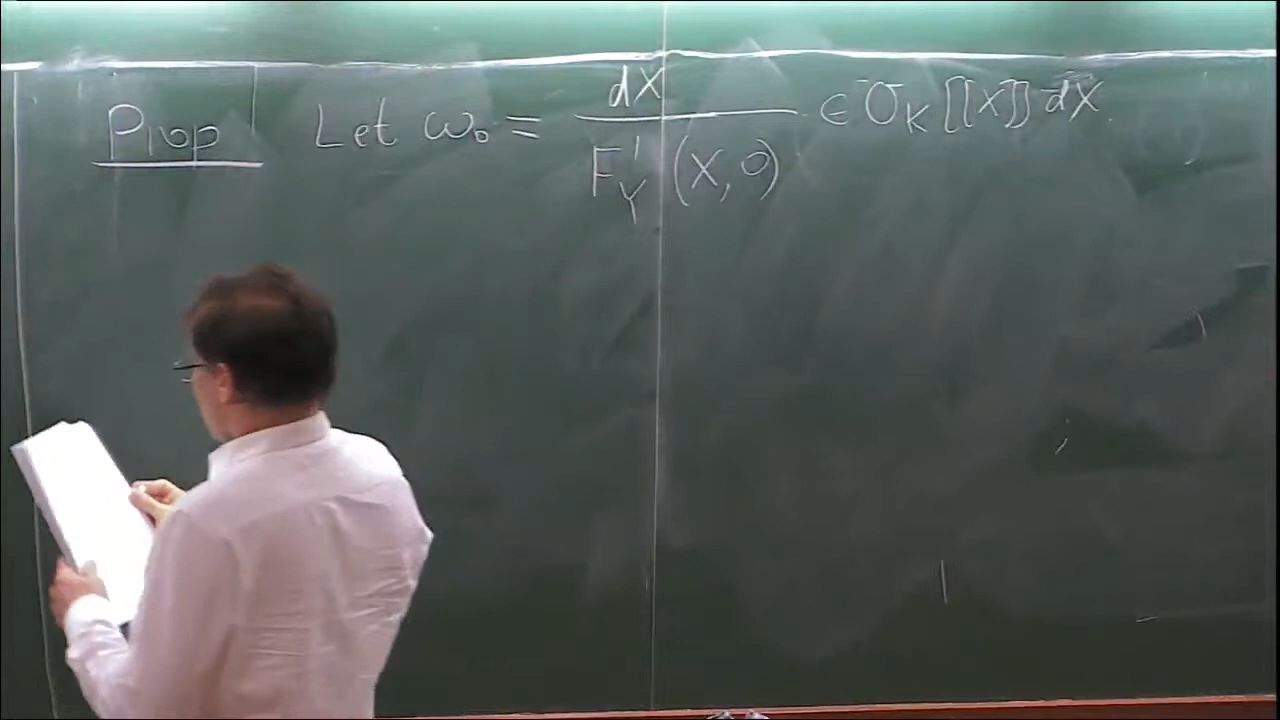 Prop Let ω₀ = dX / F'_Y (X, 0) ∈ O_K [[X]] dX.